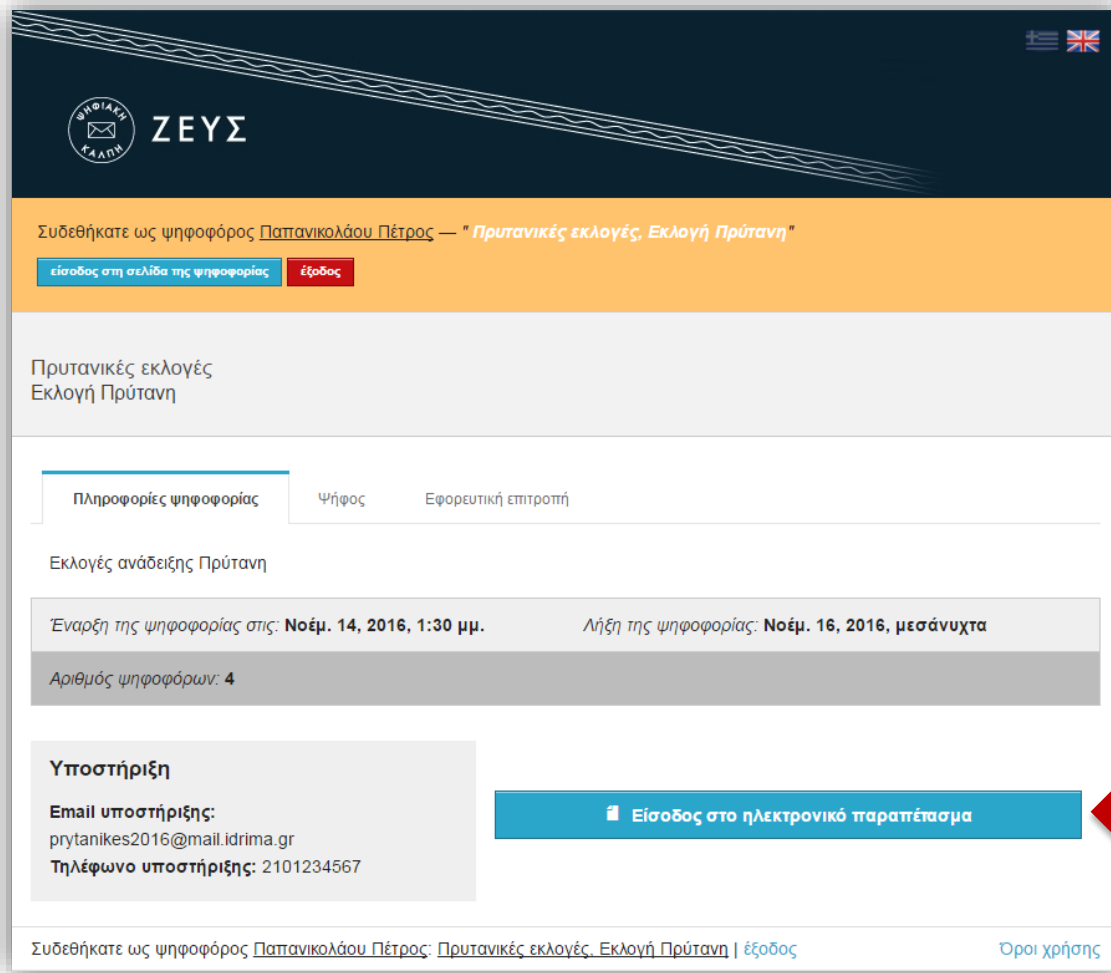 ΨΗΦΙΑΚΗ
ΚΑΛΠΗ
ΖΕΥΣ
Συδεθήκατε ως ψηφοφόρος Παπανικολάου Πέτρος — " Πρυτανικές εκλογές, Εκλογή Πρύτανη"
είσοδος στη σελίδα της ψηφοφορίας έξοδος
Πρυτανικές εκλογές
Εκλογή Πρύτανη
Πληροφορίες ψηφοφορίας Ψήφος Εφορευτική επιτροπή
Εκλογές ανάδειξης Πρύτανη
Έναρξη της ψηφοφορίας στις: Νοέμ. 14, 2016, 1:30 μμ. Λήξη της ψηφοφορίας: Νοέμ. 16, 2016, μεσάνυχτα
Αριθμός ψηφοφόρων: 4
Υποστήριξη
Email υποστήριξης:
prytanikes2016@mail.idrima.gr
Τηλέφωνο υποστήριξης: 2101234567
Είσοδος στο ηλεκτρονικό παραπέτασμα
Συδεθήκατε ως ψηφοφόρος Παπανικολάου Πέτρος: Πρυτανικές εκλογές, Εκλογή Πρύτανη | έξοδος Όροι χρήσης